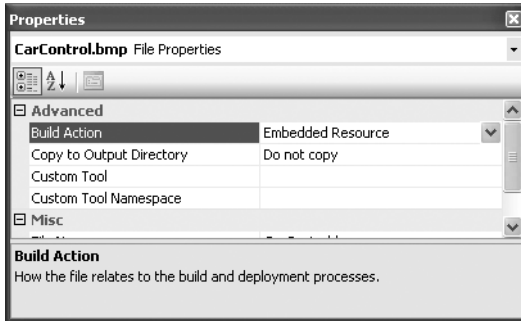 Properties
CarControl.bmp File Properties
Advanced
Build Action Embedded Resource
Copy to Output Directory Do not copy
Custom Tool
Custom Tool Namespace
Misc
Build Action
How the file relates to the build and deployment processes.